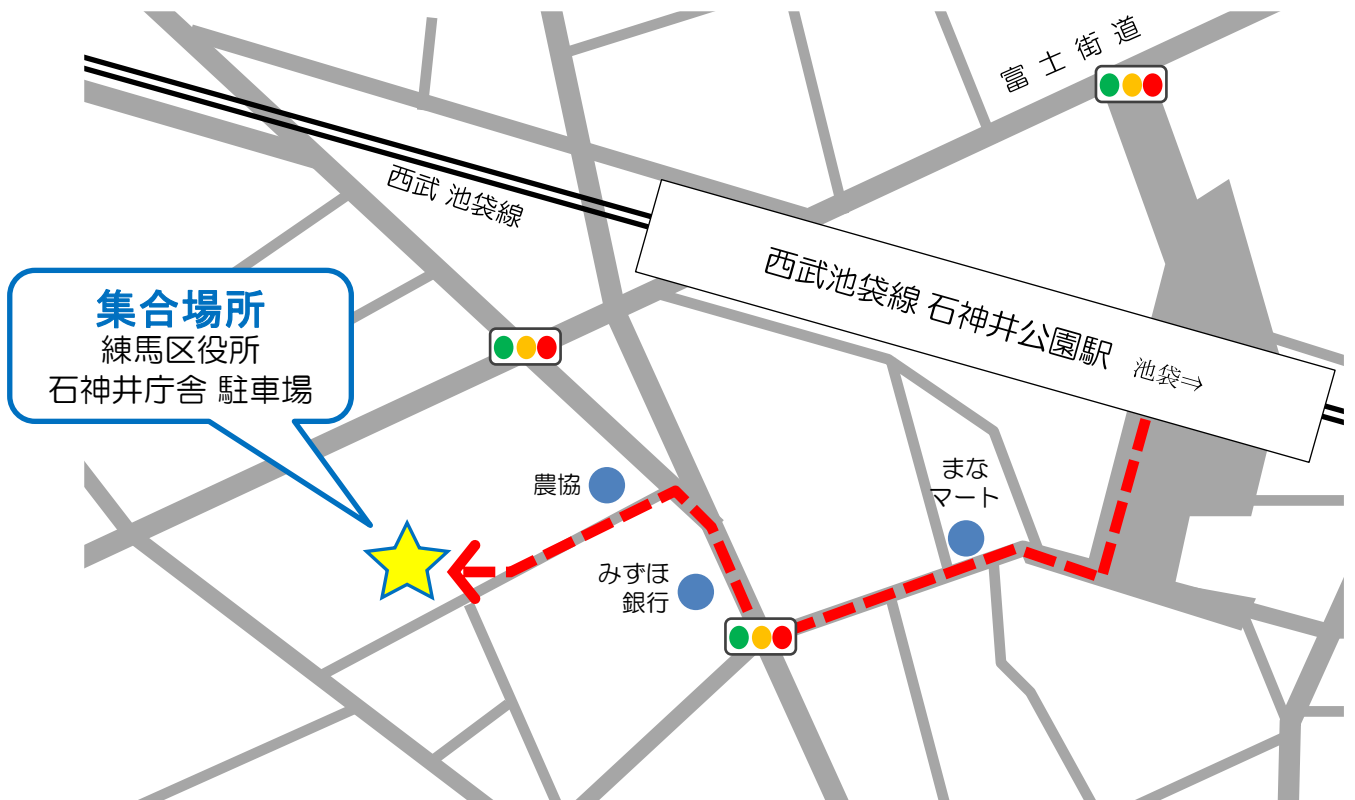 富士街道
西武 池袋線
西武池袋線 石神井公園駅
池袋⇒
集合場所
練馬区役所
石神井庁舎 駐車場
農協
まな
マート
みずほ
銀行